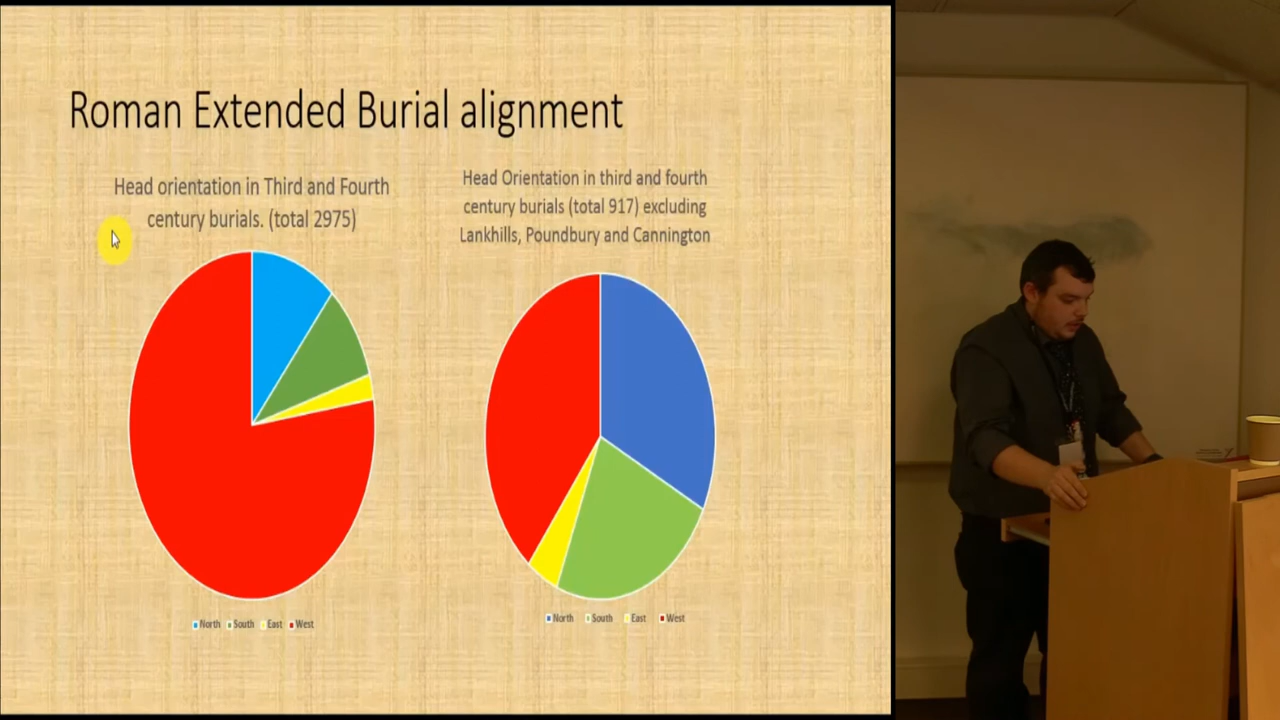 Roman Extended Burial alignment
Head orientation in Third and Fourth
century burials. (total 2975)
North South East West
Head Orientation in third and fourth
century burials (total 917) excluding
Lankhills, Poundbury and Cannington
North South East West